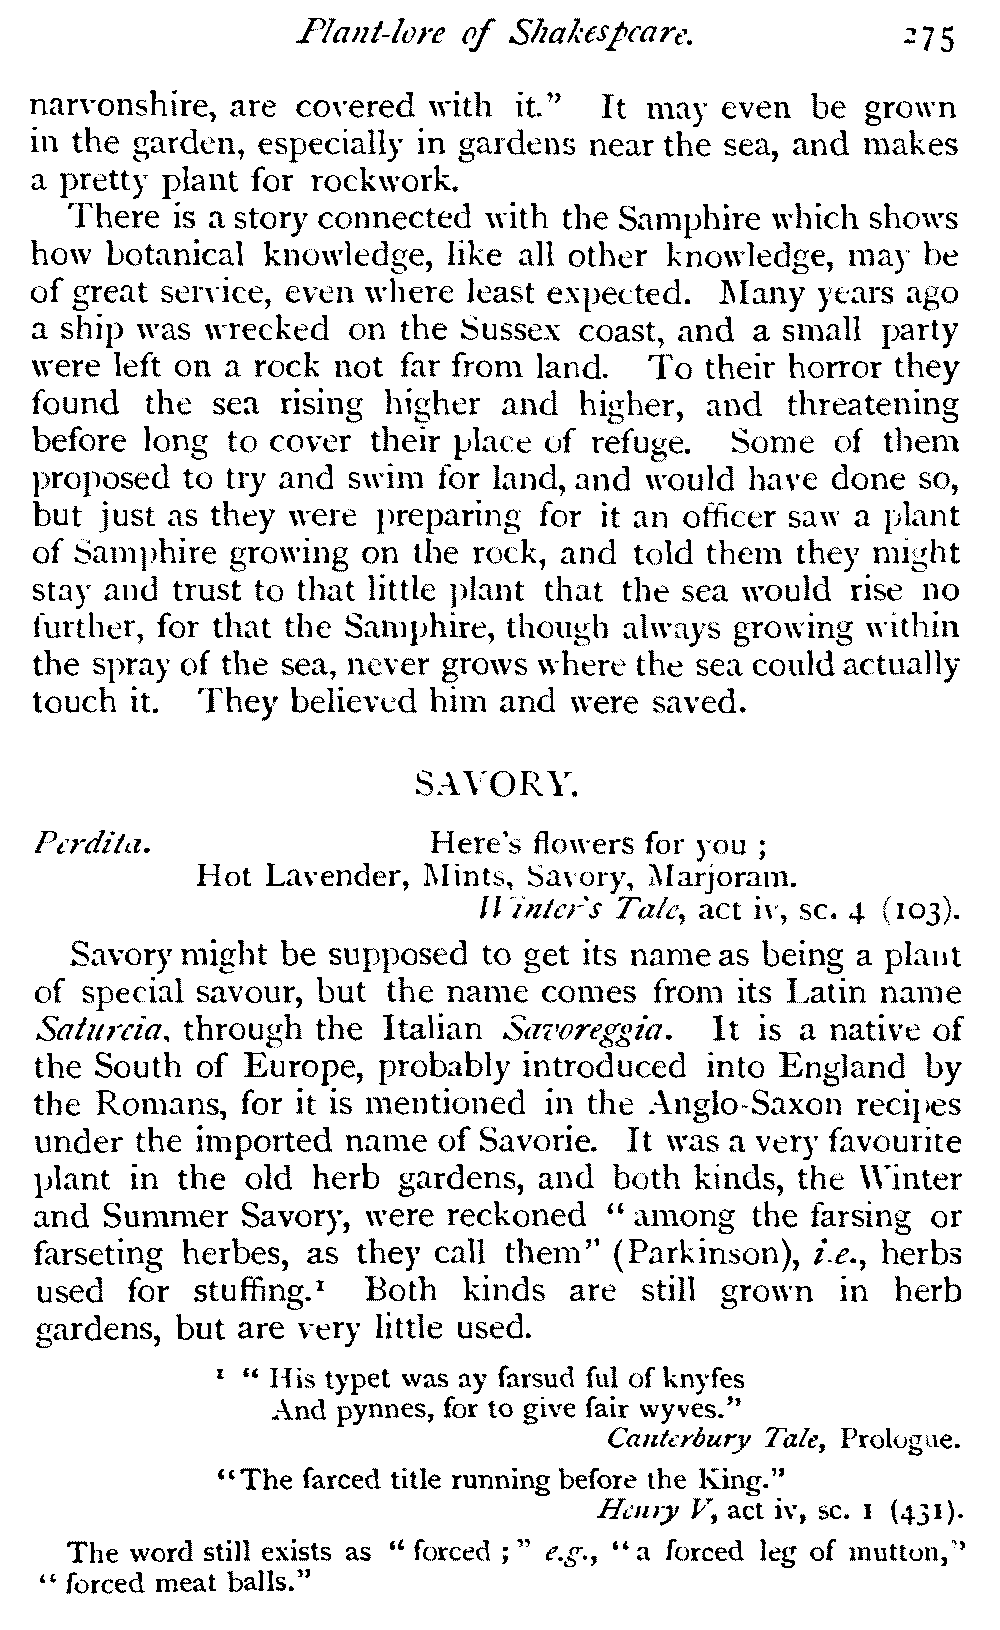 Plant-lore of Shakespeare. 275
narvonshire, are covered with it." It may even be grown
in the garden, especially in gardens near the sea, and makes
a pretty plant for rockwork.
There is a story connected with the Samphire which shows
how botanical knowledge, like all other knowledge, may be
of great service, even where least expected. Many years ago
a ship was wrecked on the Sussex coast, and a small party
were left on a rock not far from land. To their horror they
found the sea rising higher and higher, and threatening
before long to cover their place of refuge. Some of them
proposed to try and swim for land, and would have done so,
but just as they were preparing for it an officer saw a plant
of Samphire growing on the rock, and told them they might
stay and trust to that little plant that the sea would rise no
further, for that the Samphire, though always growing within
the spray of the sea, never grows where the sea could actually
touch it. They believed him and were saved.
SAVORY.
Perdita. Here's flowers for you ;
Hot Lavender, Mints, Savory, Marjoram.
Winter's Tale, act iv, sc. 4 (103).
Savory might be supposed to get its name as being a plant
of special savour, but the name comes from its Latin name
Satureia, through the Italian Savoreggia. It is a native of
the South of Europe, probably introduced into England by
the Romans, for it is mentioned in the Anglo-Saxon recipes
under the imported name of Savorie. It was a very favourite
plant in the old herb gardens, and both kinds, the Winter
and Summer Savory, were reckoned "among the farsing or
farseting herbes, as they call them" (Parkinson), i.e., herbs
used for stuffing.¹ Both kinds are still grown in herb
gardens, but are very little used.
¹ "His typet was ay farsud ful of knyfes
And pynnes, for to give fair wyves."
Canterbury Tale, Prologue.
"The farced title running before the King."
Henry V, act iv, sc. 1 (431).
The word still exists as "forced ;" e.g., "a forced leg of mutton,"
"forced meat balls."